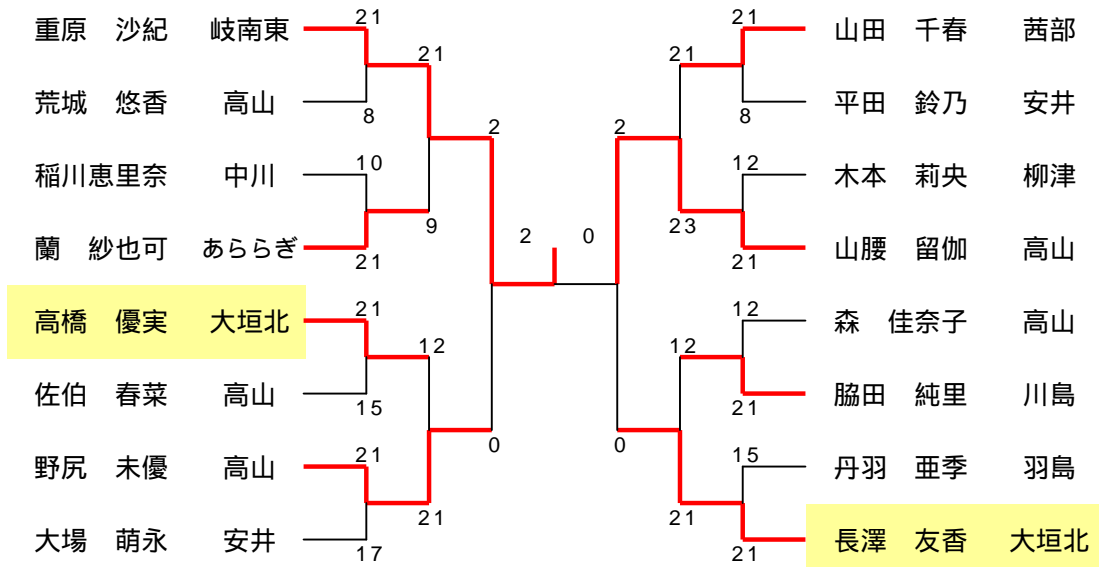 21 21
重原 沙紀 岐南東 山田 千春 茜部
21 21
荒城 悠香 高山 平田 鈴乃 安井
8 8
2 2
10 12
稲川恵里奈 中川 木本 莉央 柳津
9 23
2 0
蘭 紗也可 あららぎ 山腰 留伽 高山
21 21
21 12
高橋 優実 大垣北 森 佳奈子 高山
12 12
佐伯 春菜 高山 脇田 純里 川島
15 21
0 0
21 15
野尻 未優 高山 丹羽 亜季 羽島
21 21
大場 萌永 安井 長澤 友香 大垣北
17 21